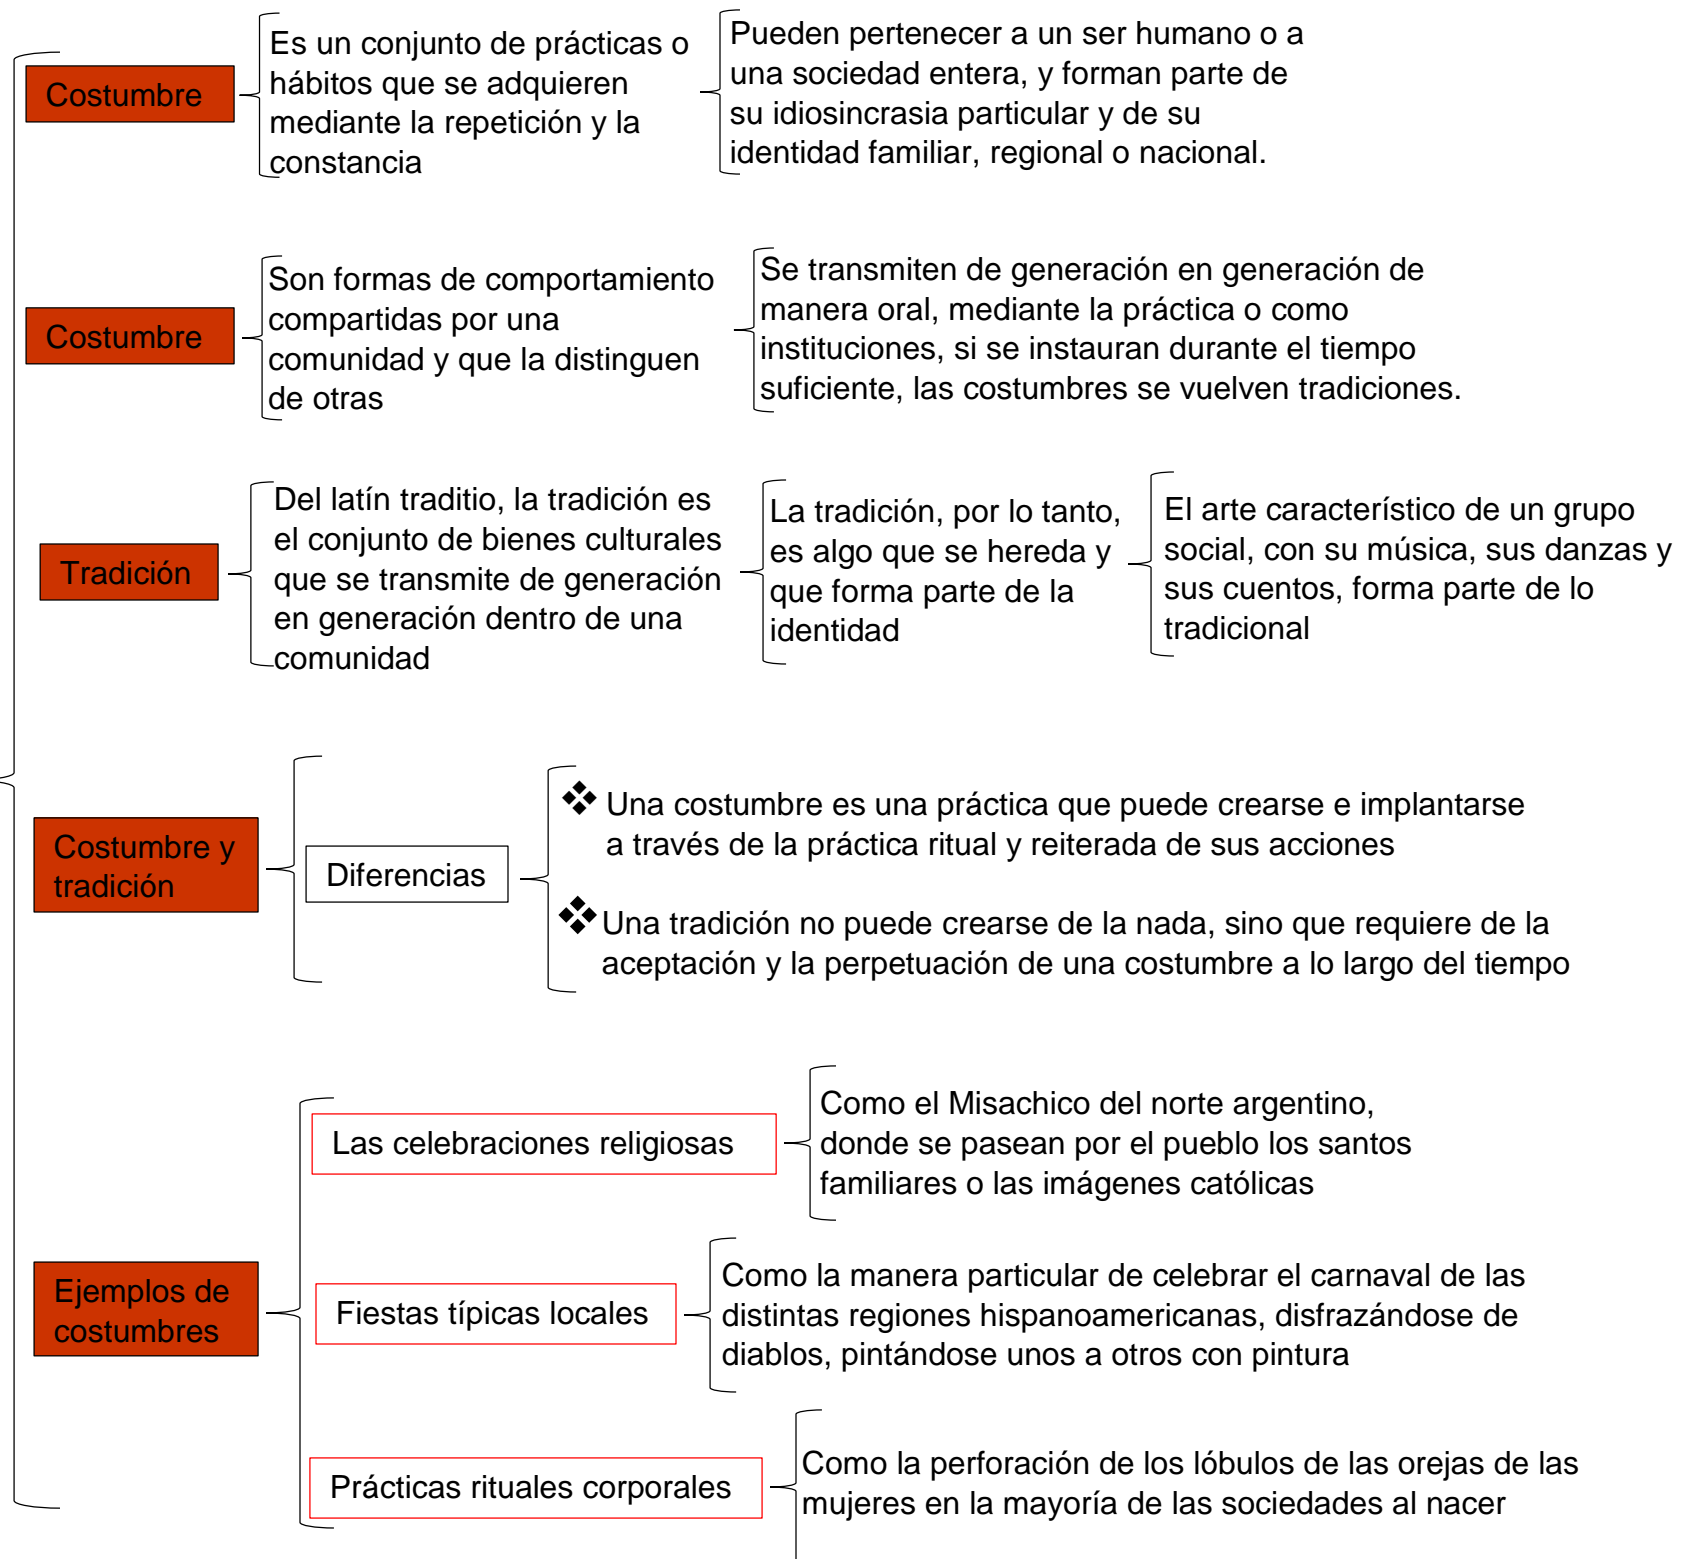 Costumbre
Es un conjunto de prácticas o
hábitos que se adquieren
mediante la repetición y la
constancia
Pueden pertenecer a un ser humano o a
una sociedad entera, y forman parte de
su idiosincrasia particular y de su
identidad familiar, regional o nacional.
Costumbre
Son formas de comportamiento
compartidas por una
comunidad y que la distinguen
de otras
Se transmiten de generación en generación de
manera oral, mediante la práctica o como
instituciones, si se instauran durante el tiempo
suficiente, las costumbres se vuelven tradiciones.
Tradición
Del latín traditio, la tradición es
el conjunto de bienes culturales
que se transmite de generación
en generación dentro de una
comunidad
La tradición, por lo tanto,
es algo que se hereda y
que forma parte de la
identidad
El arte característico de un grupo
social, con su música, sus danzas y
sus cuentos, forma parte de lo
tradicional
Costumbre y
tradición
Diferencias
Una costumbre es una práctica que puede crearse e implantarse
a través de la práctica ritual y reiterada de sus acciones
Una tradición no puede crearse de la nada, sino que requiere de la
aceptación y la perpetuación de una costumbre a lo largo del tiempo
Ejemplos de
costumbres
Las celebraciones religiosas
Como el Misachico del norte argentino,
donde se pasean por el pueblo los santos
familiares o las imágenes católicas
Fiestas típicas locales
Como la manera particular de celebrar el carnaval de las
distintas regiones hispanoamericanas, disfrazándose de
diablos, pintándose unos a otros con pintura
Prácticas rituales corporales
Como la perforación de los lóbulos de las orejas de las
mujeres en la mayoría de las sociedades al nacer